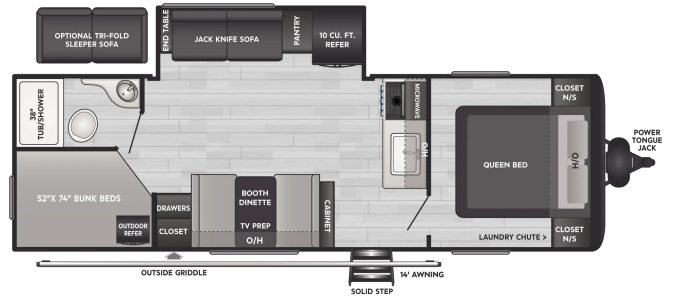 OPTIONAL TRI-FOLD
SLEEPER SOFA
END TABLE
JACK KNIFE SOFA
PANTRY
10 CU. FT.
REFER
38"
TUB/SHOWER
MICROWAVE
O/H
CLOSET
N/S
QUEEN BED
O/H
POWER
TONGUE
JACK
52"X 74" BUNK BEDS
OUTDOOR
REFER
DRAWERS
CLOSET
BOOTH
DINETTE
TV PREP
O/H
CABINET
LAUNDRY CHUTE >
CLOSET
N/S
OUTSIDE GRIDDLE
14' AWNING
SOLID STEP